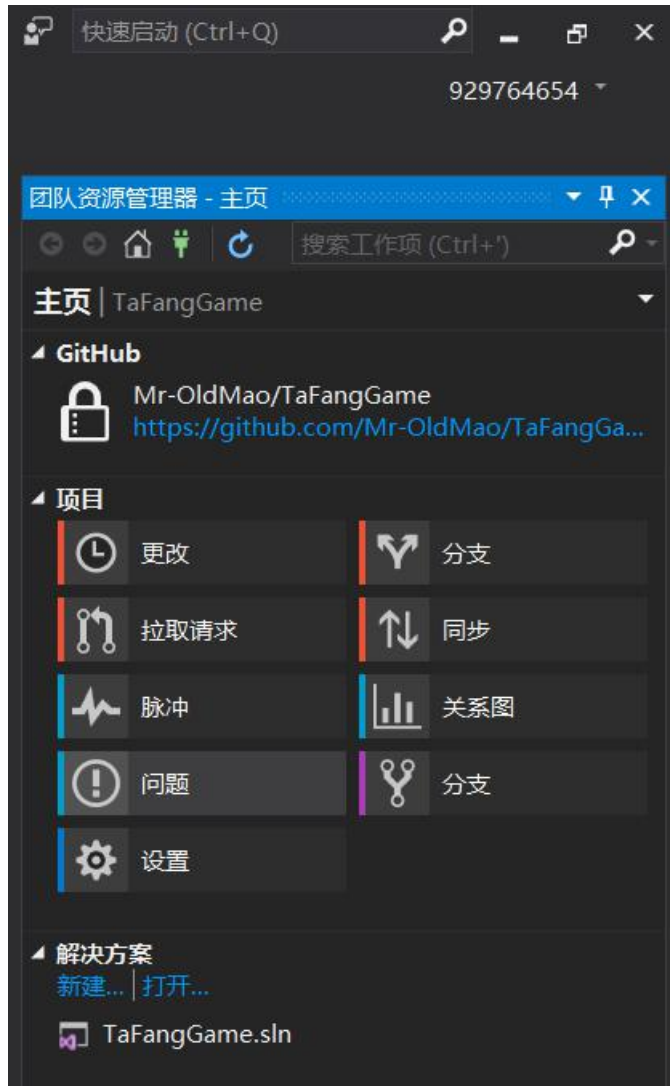 快速启动 (Ctrl+Q)
929764654
团队资源管理器 - 主页
搜索工作项 (Ctrl+')
主页 | TaFangGame
GitHub
Mr-OldMao/TaFangGame
https://github.com/Mr-OldMao/TaFangGa...
项目
更改 分支
拉取请求 同步
脉冲 关系图
问题 分支
设置
解决方案
新建... | 打开...
TaFangGame.sln